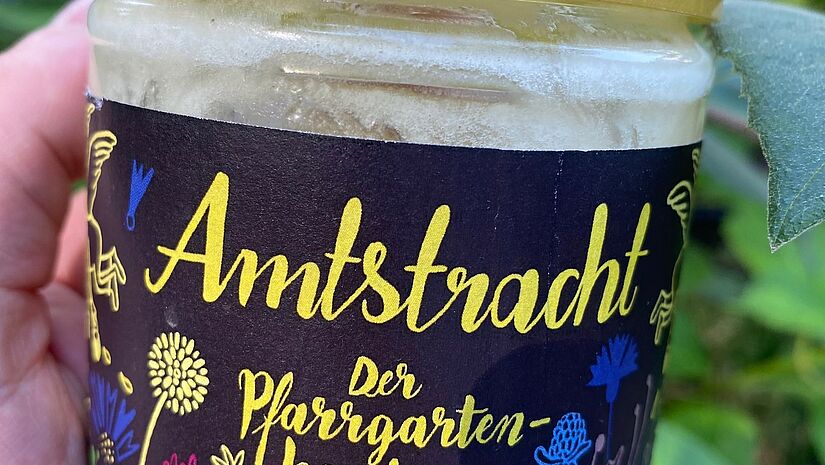 Amtstracht
Der
Pfarrgarten-